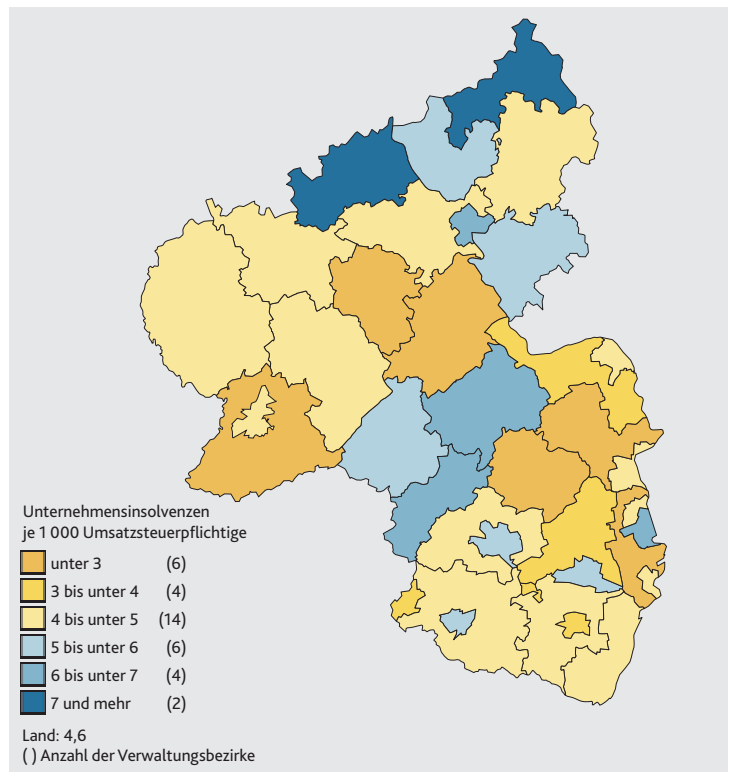 Unternehmensinsolvenzen
je 1 000 Umsatzsteuerpflichtige
unter 3 (6)
3 bis unter 4 (4)
4 bis unter 5 (14)
5 bis unter 6 (6)
6 bis unter 7 (4)
7 und mehr (2)
Land: 4,6
( ) Anzahl der Verwaltungsbezirke